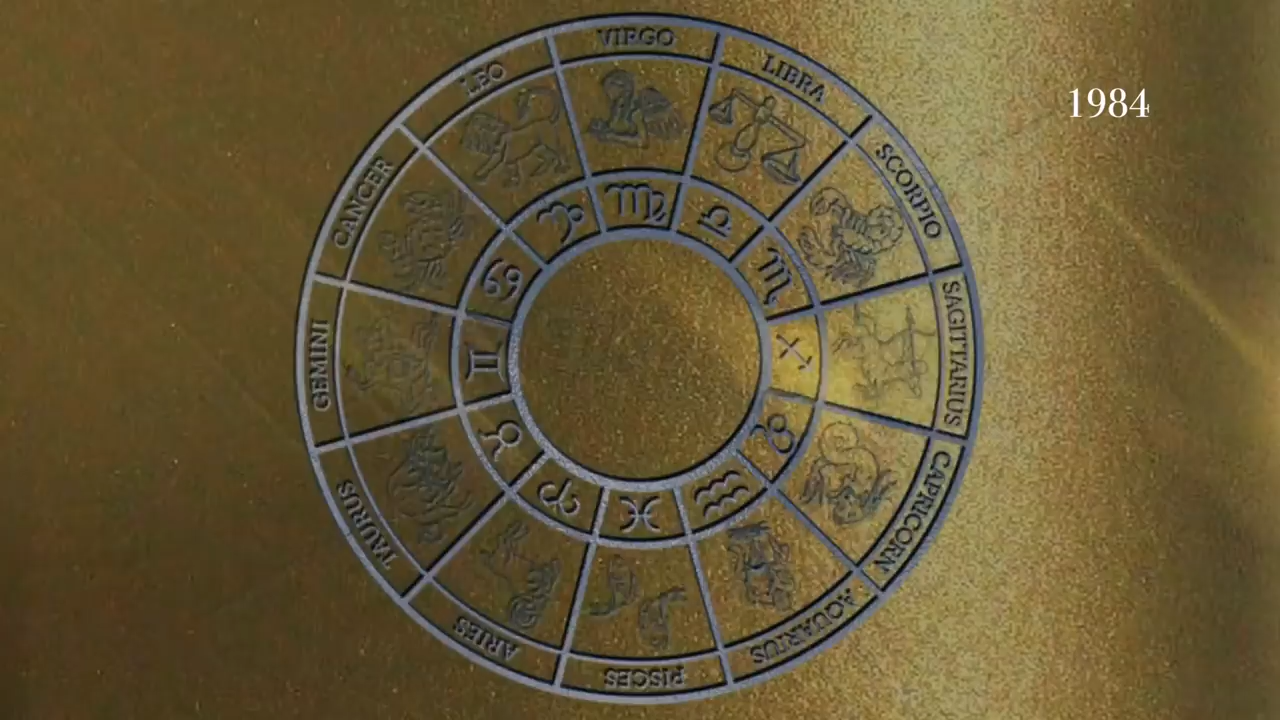 VIRGO
LIBRA
SCORPIO
SAGITTARIUS
CAPRICORN
AQUARIUS
PISCES
ARIES
TAURUS
GEMINI
CANCER
LEO
1984